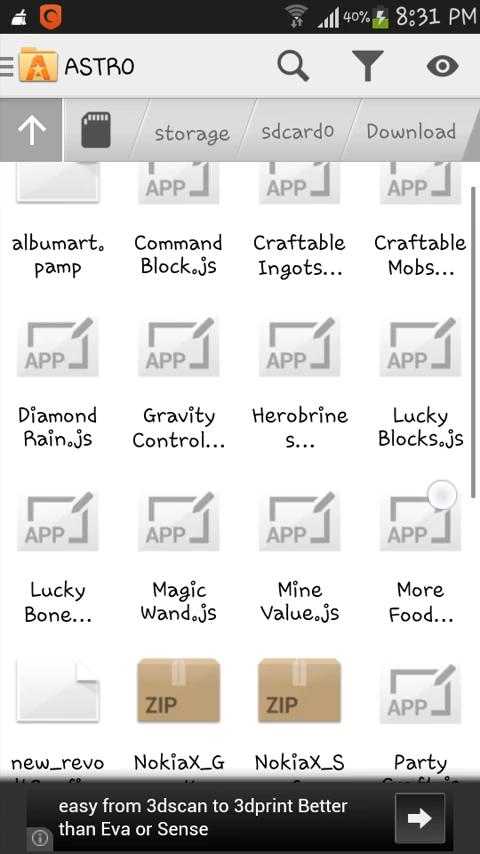 40% 8:31 PM
ASTRO
storage sdcard0 Download
APP APP APP
albumart.pamp
Command Block.js
Craftable Ingots...
Craftable Mobs...
APP APP APP APP
Diamond Rain.js
Gravity Control...
Herobrines...
Lucky Blocks.js
APP APP APP APP
Lucky Bone...
Magic Wand.js
Mine Value.js
More Food...
ZIP ZIP APP
new_revo
NokiaX_G
NokiaX_S
Party
easy from 3dscan to 3dprint Better
than Eva or Sense